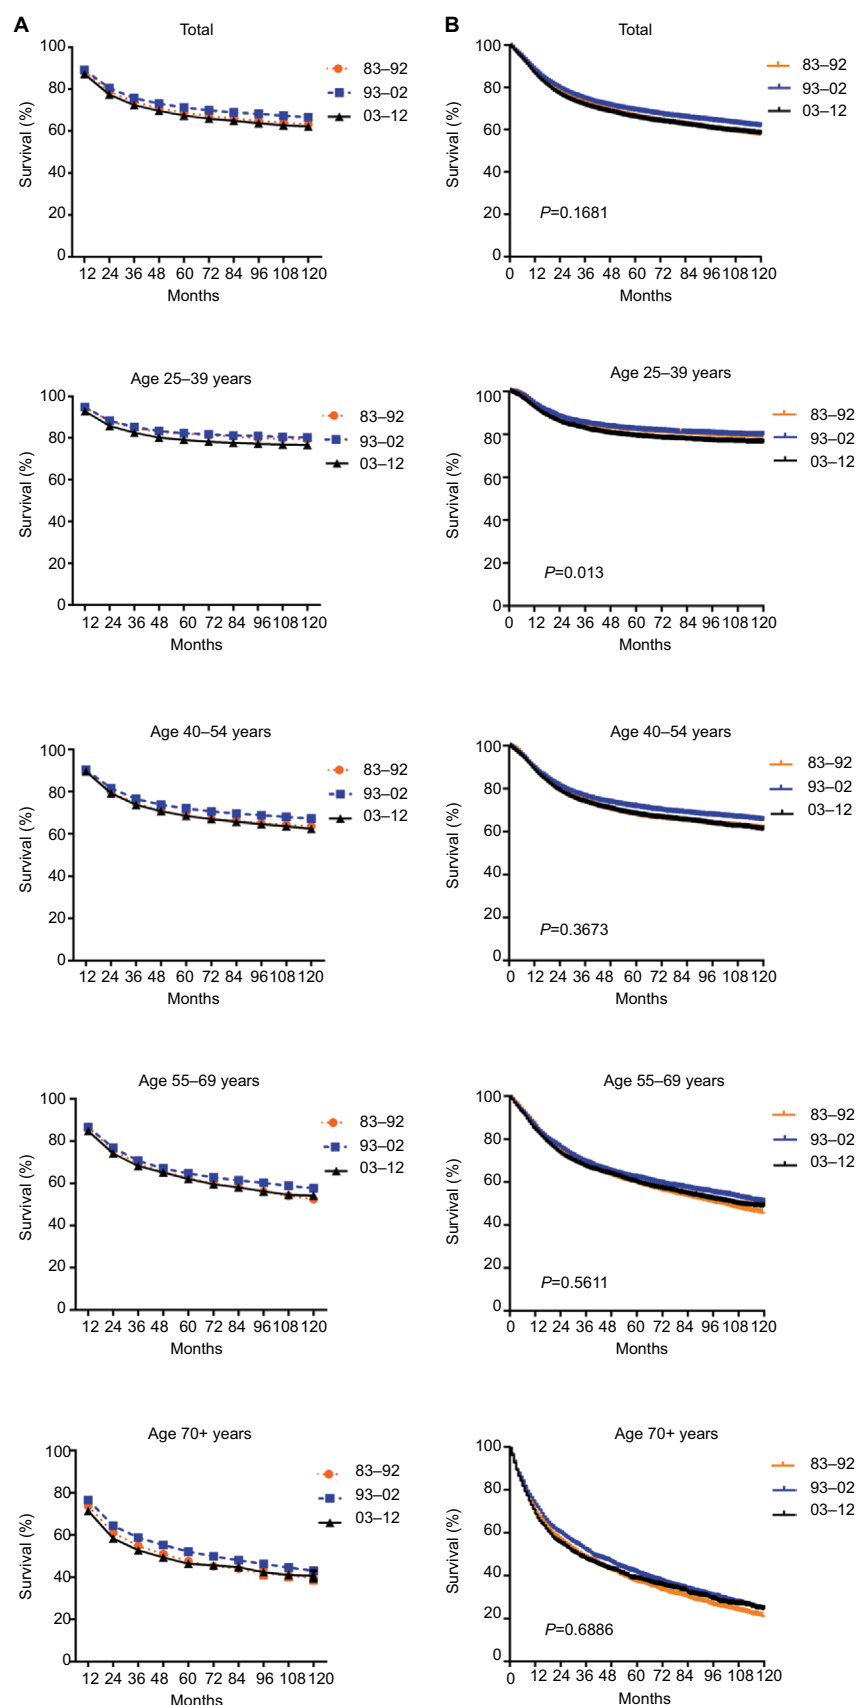 A
B
Total
100
80
60
40
20
0
Survival (%)
12 24 36 48 60 72 84 96 108 120
Months
83–92
93–02
03–12
Total
100
80
60
40
20
0
Survival (%)
P=0.1681
0 12 24 36 48 60 72 84 96 108 120
Months
83–92
93–02
03–12
Age 25–39 years
100
80
60
40
20
0
Survival (%)
12 24 36 48 60 72 84 96 108 120
Months
83–92
93–02
03–12
Age 25–39 years
100
80
60
40
20
0
Survival (%)
P=0.013
0 12 24 36 48 60 72 84 96 108 120
Months
83–92
93–02
03–12
Age 40–54 years
100
80
60
40
20
0
Survival (%)
12 24 36 48 60 72 84 96 108 120
Months
83–92
93–02
03–12
Age 40–54 years
100
80
60
40
20
0
Survival (%)
P=0.3673
0 12 24 36 48 60 72 84 96 108 120
Months
83–92
93–02
03–12
Age 55–69 years
100
80
60
40
20
0
Survival (%)
12 24 36 48 60 72 84 96 108 120
Months
83–92
93–02
03–12
Age 55–69 years
100
80
60
40
20
0
Survival (%)
P=0.5611
0 12 24 36 48 60 72 84 96 108 120
Months
83–92
93–02
03–12
Age 70+ years
100
80
60
40
20
0
Survival (%)
12 24 36 48 60 72 84 96 108 120
Months
83–92
93–02
03–12
Age 70+ years
100
80
60
40
20
0
Survival (%)
P=0.6886
0 12 24 36 48 60 72 84 96 108 120
Months
83–92
93–02
03–12